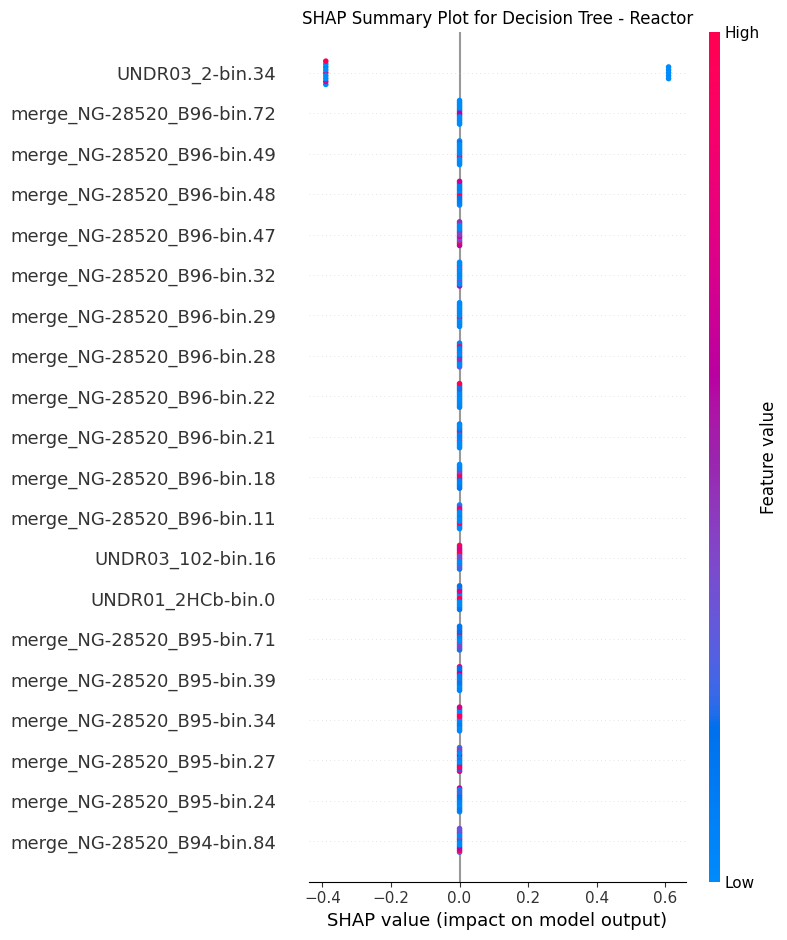 SHAP Summary Plot for Decision Tree - Reactor
High
UNDR03_2-bin.34
merge_NG-28520_B96-bin.72
merge_NG-28520_B96-bin.49
merge_NG-28520_B96-bin.48
merge_NG-28520_B96-bin.47
merge_NG-28520_B96-bin.32
merge_NG-28520_B96-bin.29
merge_NG-28520_B96-bin.28
merge_NG-28520_B96-bin.22
merge_NG-28520_B96-bin.21
merge_NG-28520_B96-bin.18
merge_NG-28520_B96-bin.11
UNDR03_102-bin.16
UNDR01_2HCb-bin.0
merge_NG-28520_B95-bin.71
merge_NG-28520_B95-bin.39
merge_NG-28520_B95-bin.34
merge_NG-28520_B95-bin.27
merge_NG-28520_B95-bin.24
merge_NG-28520_B94-bin.84
Feature value
Low
−0.4 −0.2 0.0 0.2 0.4 0.6
SHAP value (impact on model output)